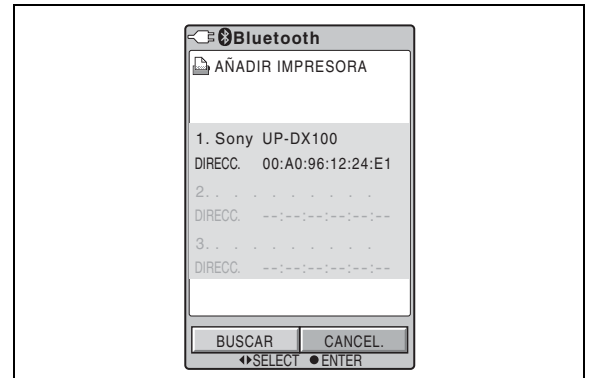 Bluetooth
AÑADIR IMPRESORA
1. Sony UP-DX100
DIRECC. 00:A0:96:12:24:E1
2. . . . . . . . . . .
DIRECC. --:--:--:--:--:--
3. . . . . . . . . . .
DIRECC. --:--:--:--:--:--
BUSCAR CANCEL.
SELECT ● ENTER